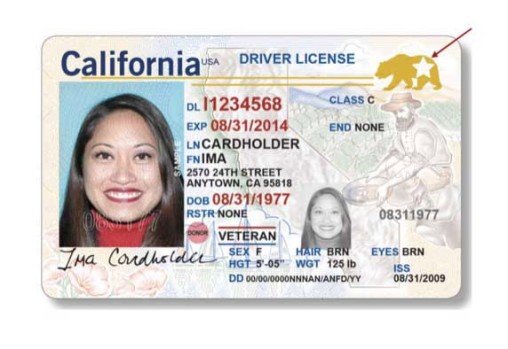 California USA DRIVER LICENSE
DL I1234568 CLASS C
EXP 08/31/2014 END NONE
LN CARDHOLDER
FN IMA
2570 24TH STREET
ANYTOWN, CA 95818
DOB 08/31/1977
RSTR NONE 08311977
DONOR VETERAN
SEX F HAIR BRN EYES BRN
HGT 5'-05" WGT 125 lb ISS
DD 00/00/0000NNNAN/ANFD/YY 08/31/2009
SAMPLE
Ima Cardholder